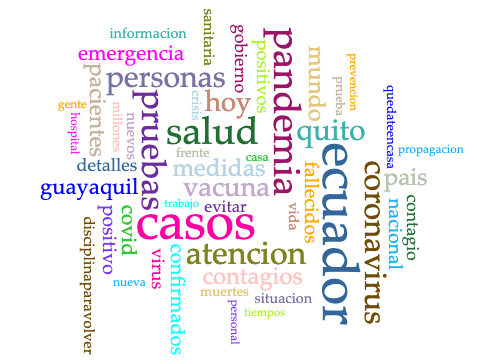 informacion
sanitaria
gobierno
emergencia
positivos
pandemia
mundo
prevencion
personas
pacientes
hoy
crisis
prueba
quedateencasa
gente
millones
nuevos
pruebas
salud
quito
propagacion
hospital
frente
casa
ecuador
detalles
medidas
fallecidos
coronavirus
pais
guayaquil
vacuna
trabajo
evitar
vida
nacional
contagio
disciplinaparavolver
positivo
covid
casos
virus
confirmados
atencion
contagios
nueva
muertes
personal
situacion
tiempos